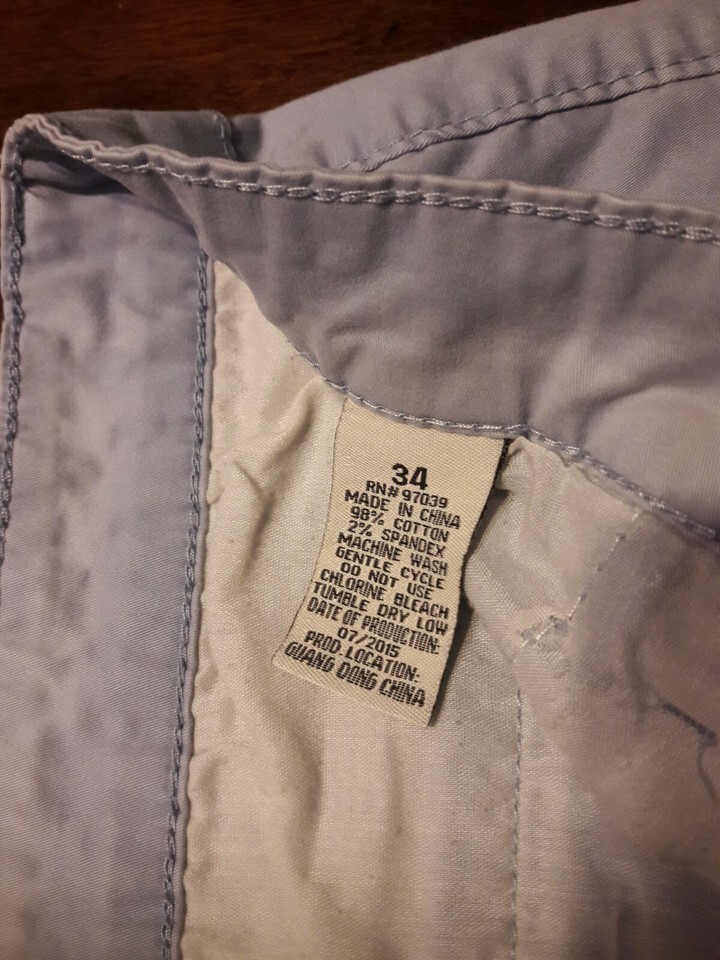 34
RN# 97039
MADE IN CHINA
98% COTTON
2% SPANDEX
MACHINE WASH
GENTLE CYCLE
DO NOT USE
CHLORINE BLEACH
TUMBLE DRY LOW
DATE OF PRODUCTION:
07/2015
PROD. LOCATION:
GUANG DONG CHINA